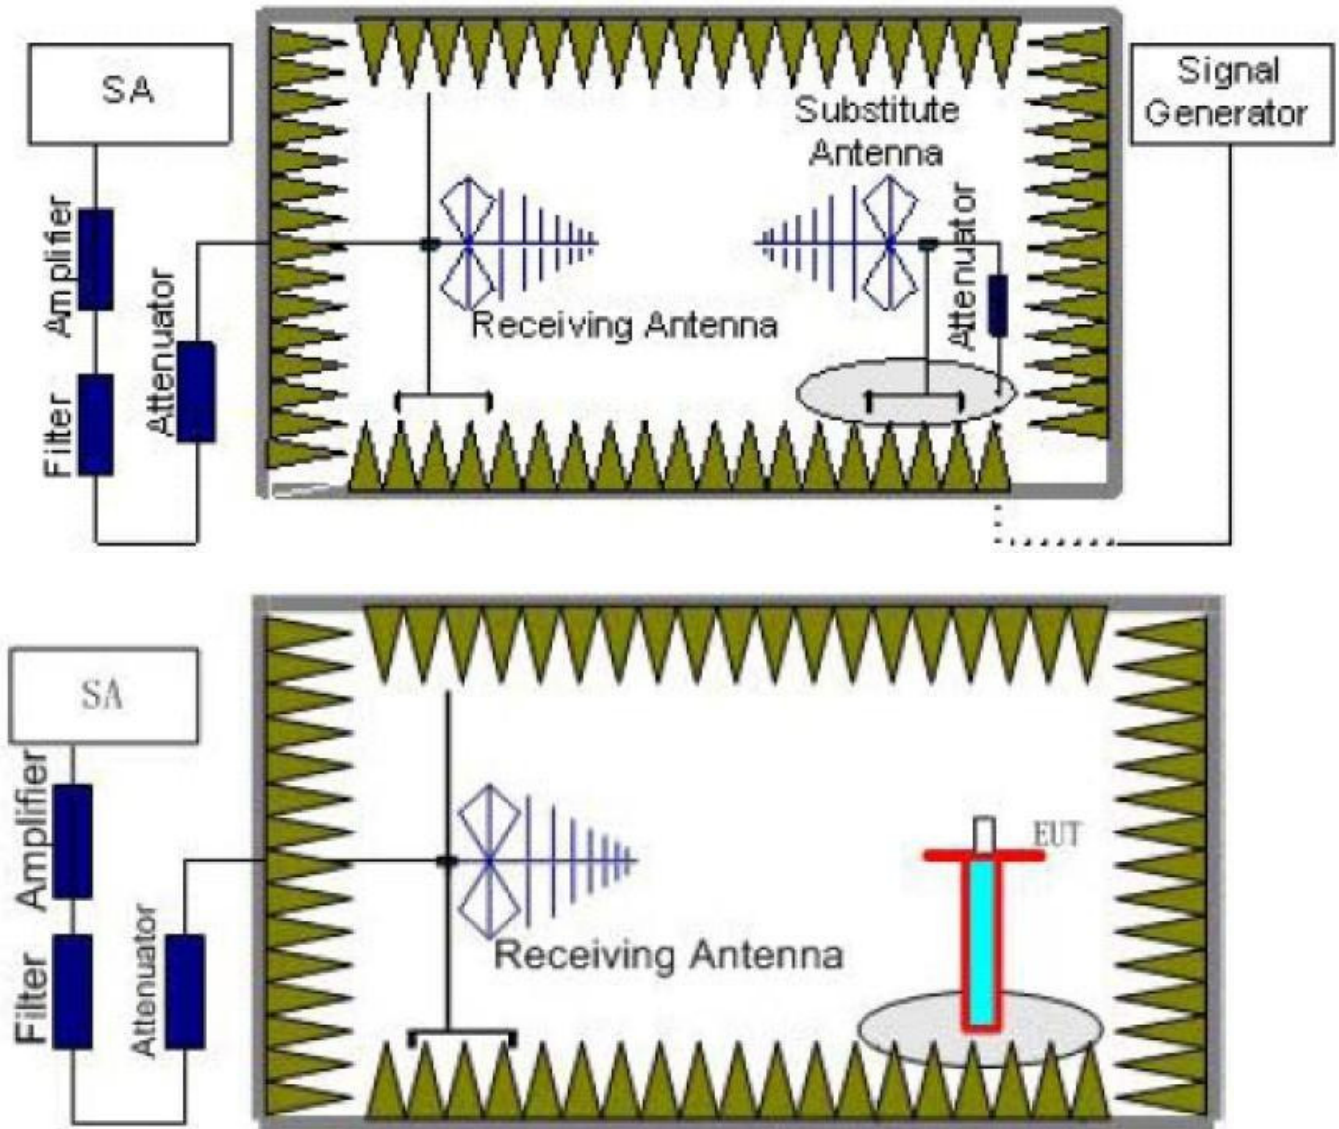 SA
Signal
Generator
Substitute
Antenna
Amplifier
Attenuator
Attenuator
Receiving Antenna
Filter
SA
Amplifier
EUT
Attenuator
Receiving Antenna
Filter